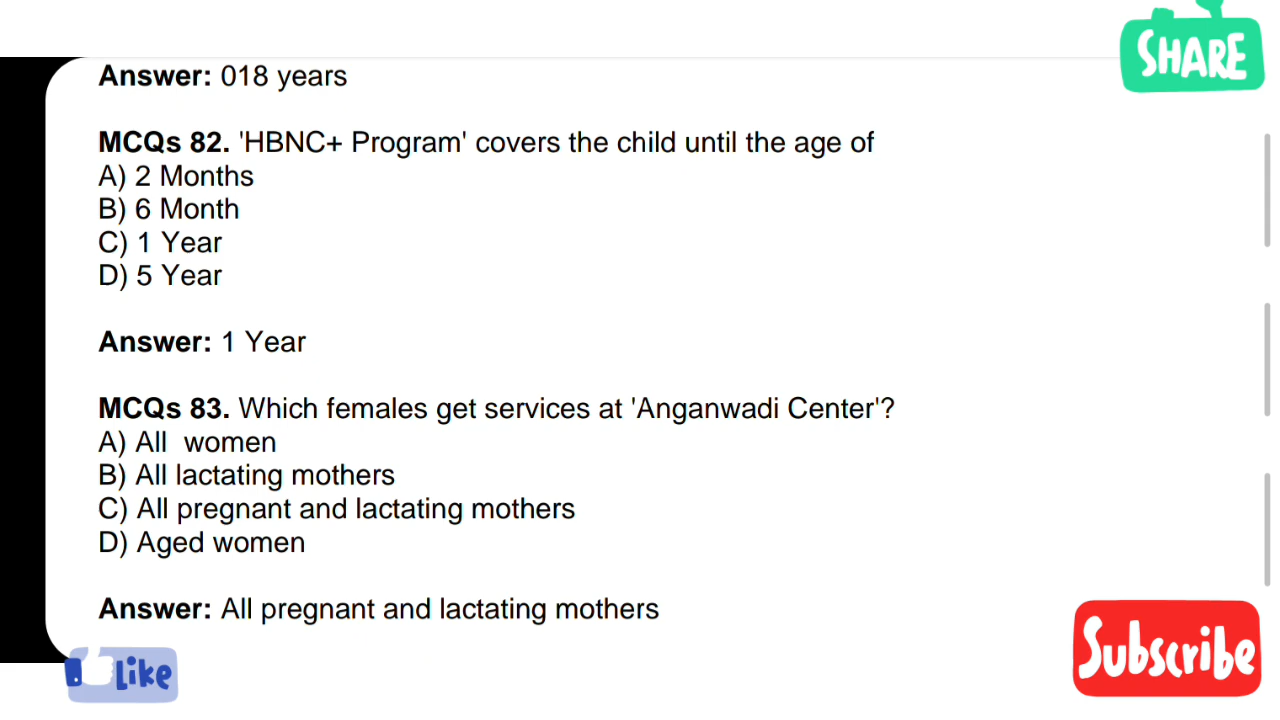 SHARE
Answer: 018 years
MCQs 82. 'HBNC+ Program' covers the child until the age of
A) 2 Months
B) 6 Month
C) 1 Year
D) 5 Year
Answer: 1 Year
MCQs 83. Which females get services at 'Anganwadi Center'?
A) All  women
B) All lactating mothers
C) All pregnant and lactating mothers
D) Aged women
Answer: All pregnant and lactating mothers
Like
Subscribe